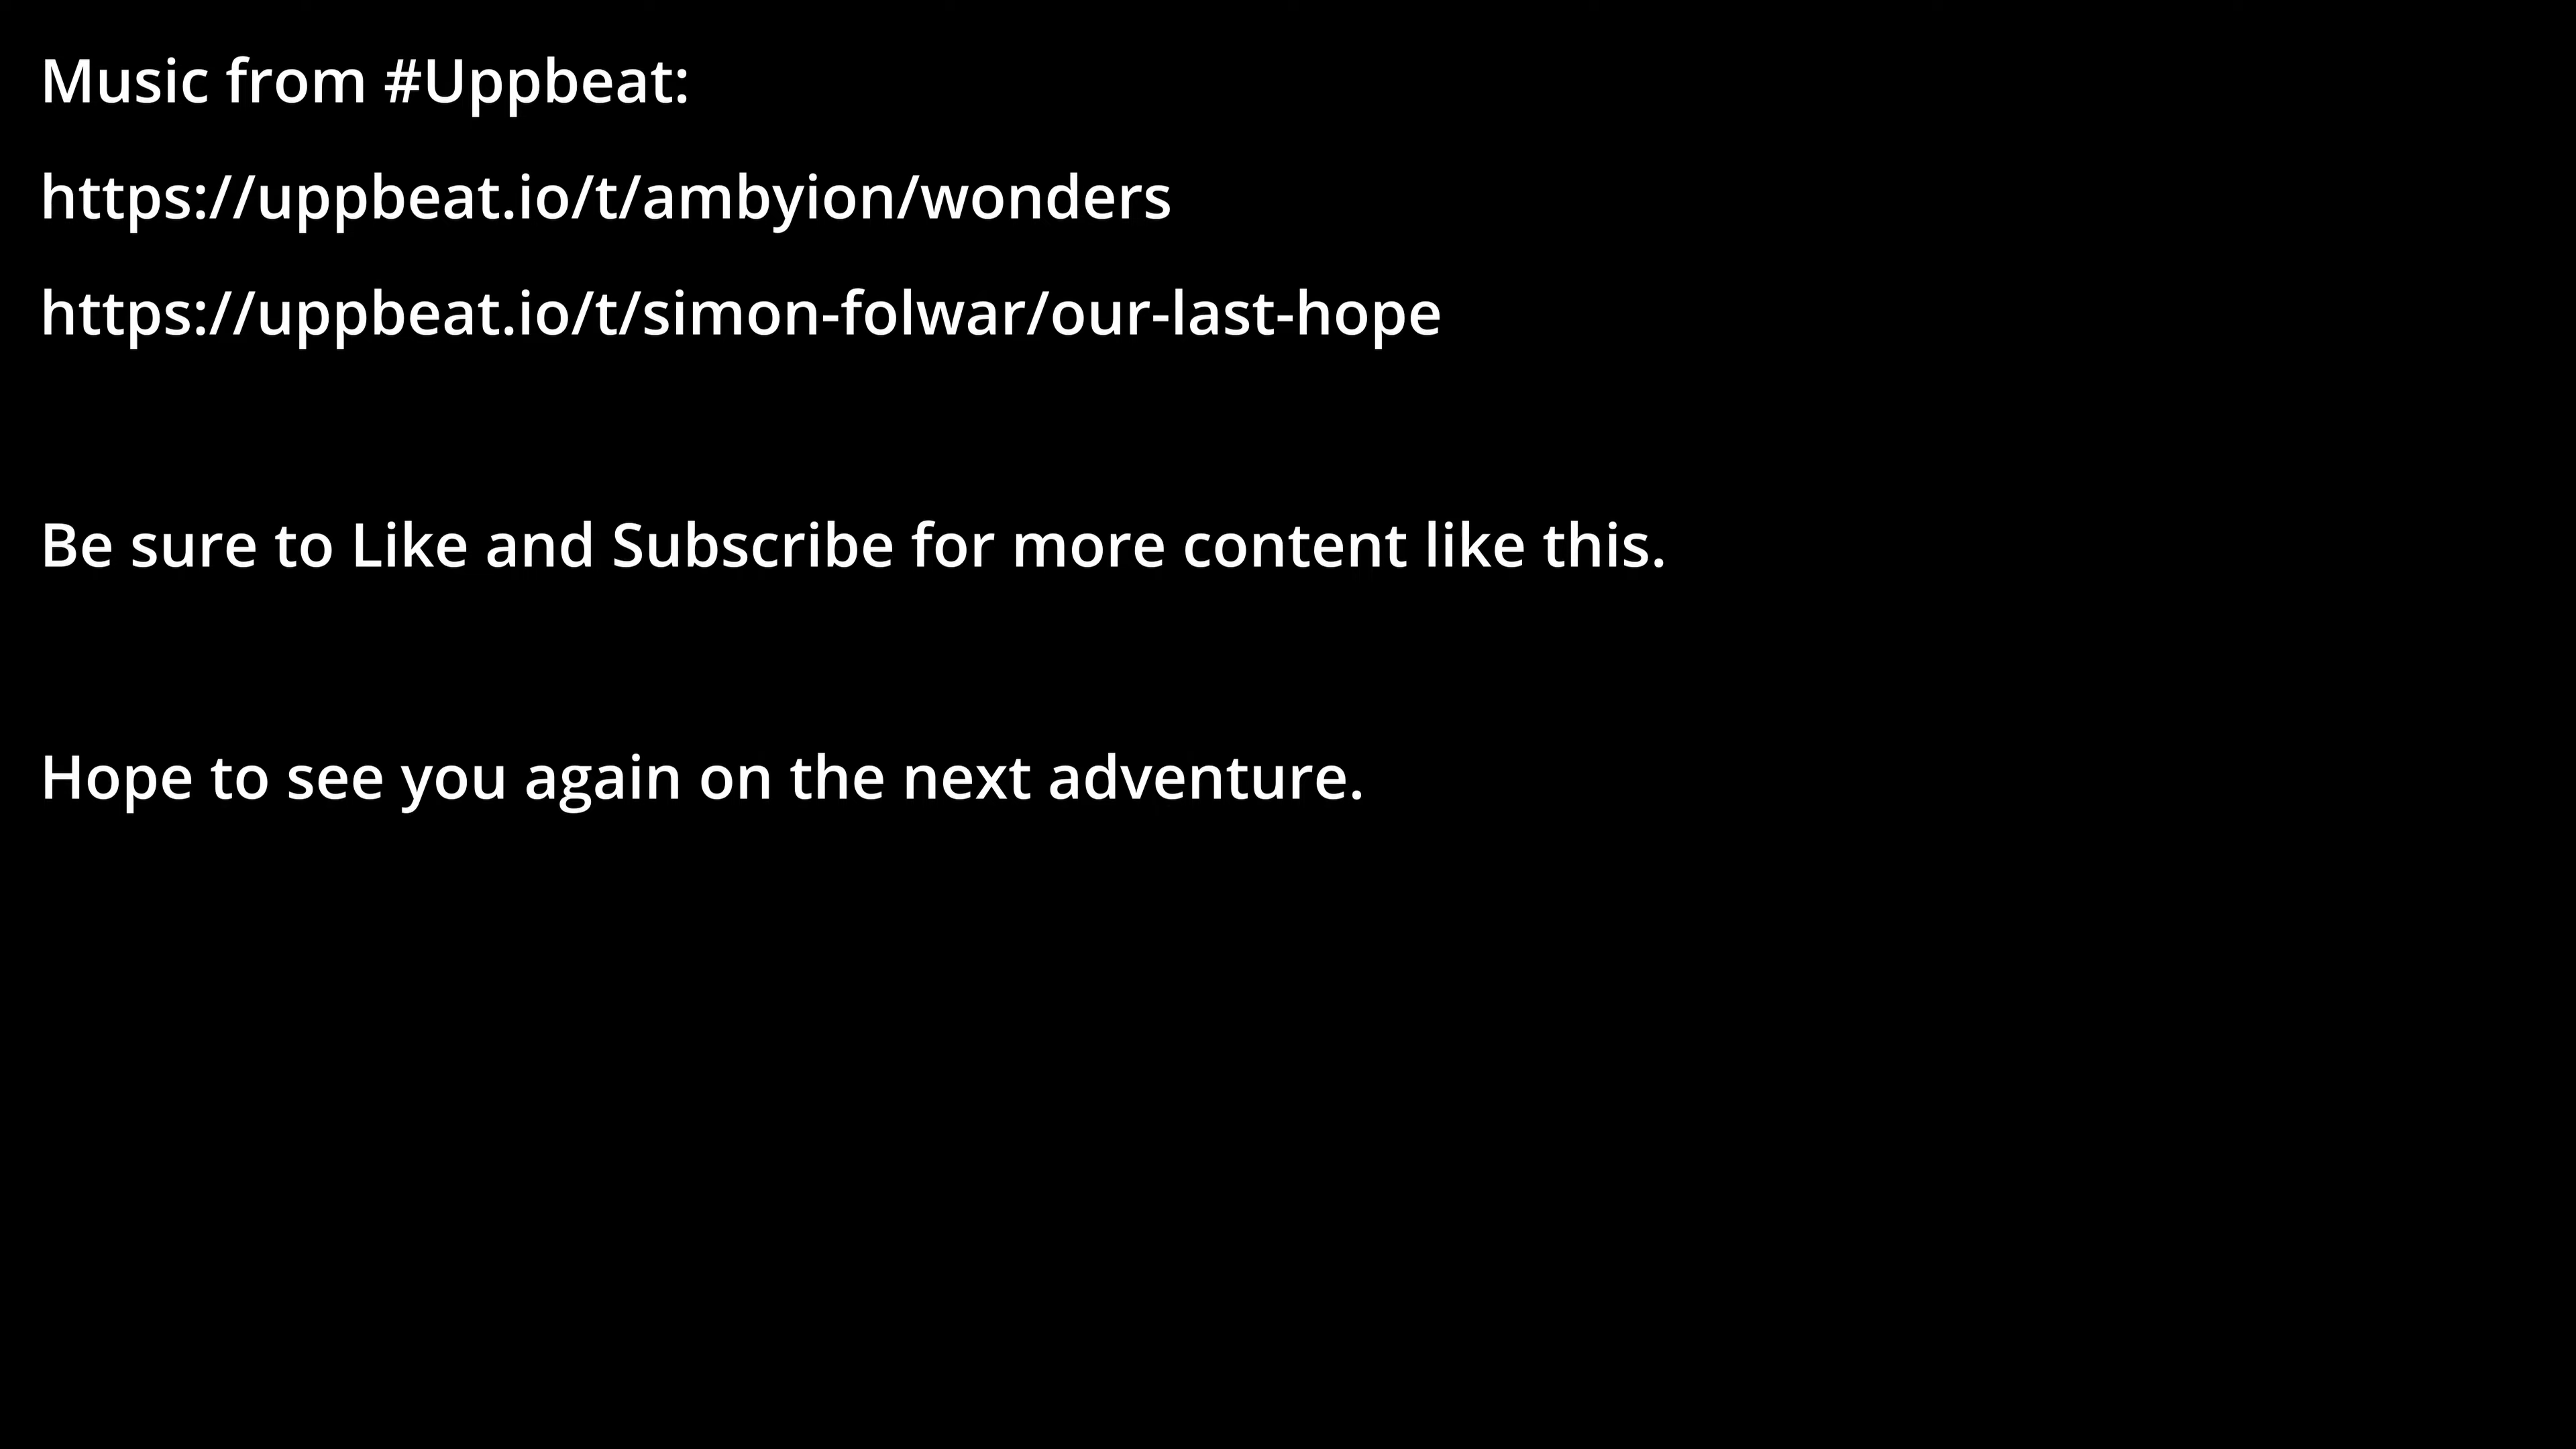 Music from #Uppbeat:
https://uppbeat.io/t/ambyion/wonders
https://uppbeat.io/t/simon-folwar/our-last-hope
Be sure to Like and Subscribe for more content like this.
Hope to see you again on the next adventure.